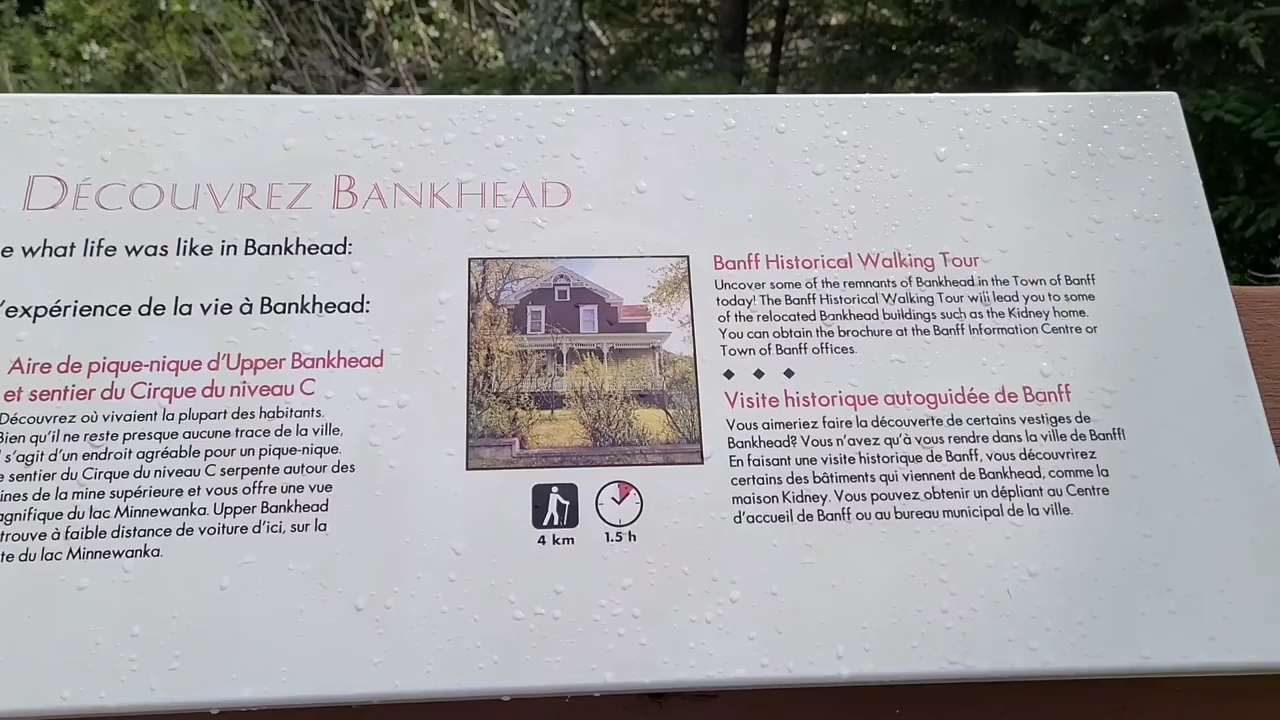 DÉCOUVREZ BANKHEAD
e what life was like in Bankhead:
'expérience de la vie à Bankhead:
Aire de pique-nique d'Upper Bankhead
et sentier du Cirque du niveau C
Découvrez où vivaient la plupart des habitants.
Bien qu'il ne reste presque aucune trace de la ville,
s'agit d'un endroit agréable pour un pique-nique.
e sentier du Cirque du niveau C serpente autour des
ines de la mine supérieure et vous offre une vue
agnifique du lac Minnewanka. Upper Bankhead
trouve à faible distance de voiture d'ici, sur la
te du lac Minnewanka.
4 km
1.5 h
Banff Historical Walking Tour
Uncover some of the remnants of Bankhead in the Town of Banff
today! The Banff Historical Walking Tour will lead you to some
of the relocated Bankhead buildings such as the Kidney home.
You can obtain the brochure at the Banff Information Centre or
Town of Banff offices.
Visite historique autoguidée de Banff
Vous aimeriez faire la découverte de certains vestiges de
Bankhead? Vous n'avez qu'à vous rendre dans la ville de Banff!
En faisant une visite historique de Banff, vous découvrirez
certains des bâtiments qui viennent de Bankhead, comme la
maison Kidney. Vous pouvez obtenir un dépliant au Centre
d'accueil de Banff ou au bureau municipal de la ville.